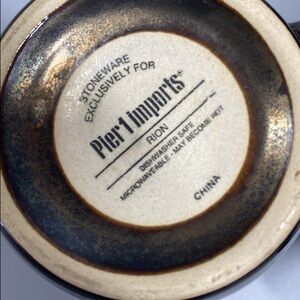 STONEWARE
EXCLUSIVELY FOR
Pier 1 imports®
RION
DISHWASHER SAFE
MICROWAVEABLE • MAY BECOME HOT
CHINA